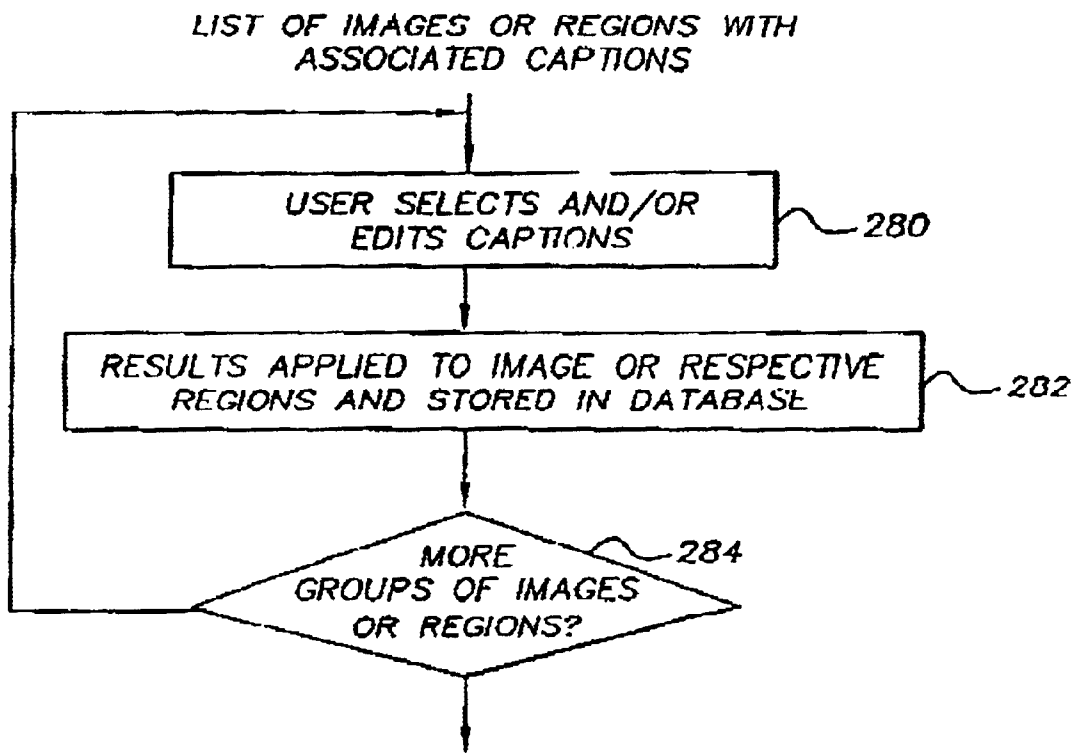 LIST OF IMAGES OR REGIONS WITH
ASSOCIATED CAPTIONS
USER SELECTS AND/OR
EDITS CAPTIONS
280
RESULTS APPLIED TO IMAGE OR RESPECTIVE
REGIONS AND STORED IN DATABASE
282
MORE
GROUPS OF IMAGES
OR REGIONS?
284